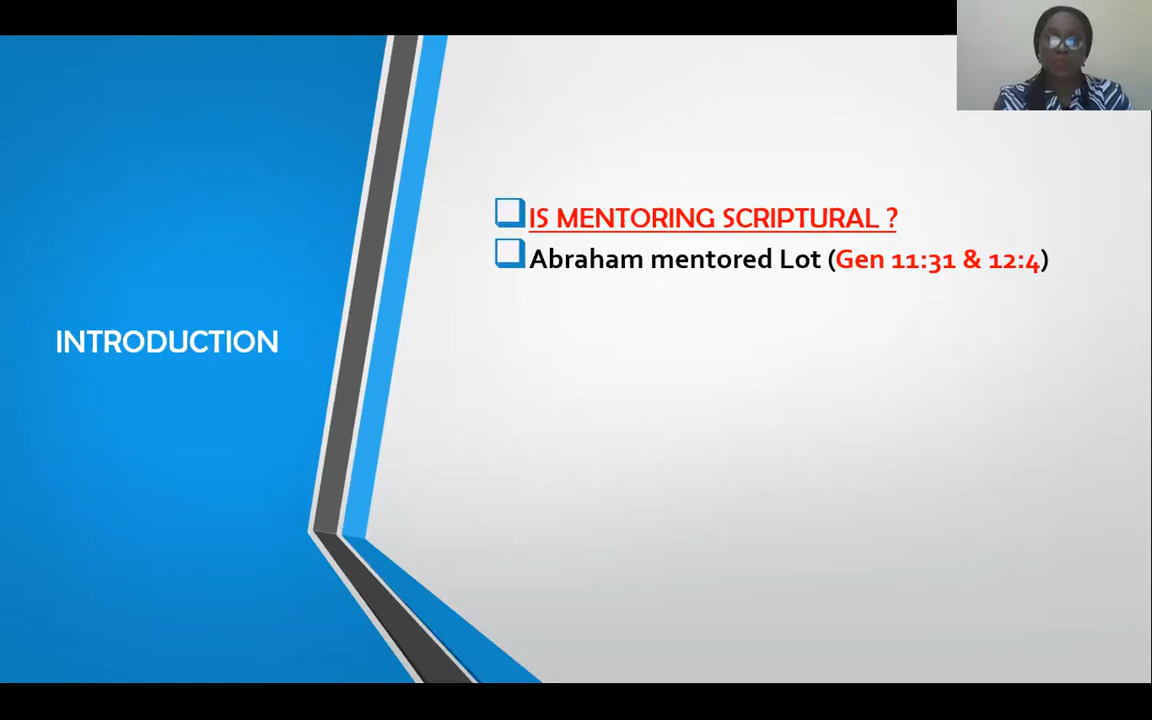 INTRODUCTION
IS MENTORING SCRIPTURAL ?
Abraham mentored Lot (Gen 11:31 & 12:4)